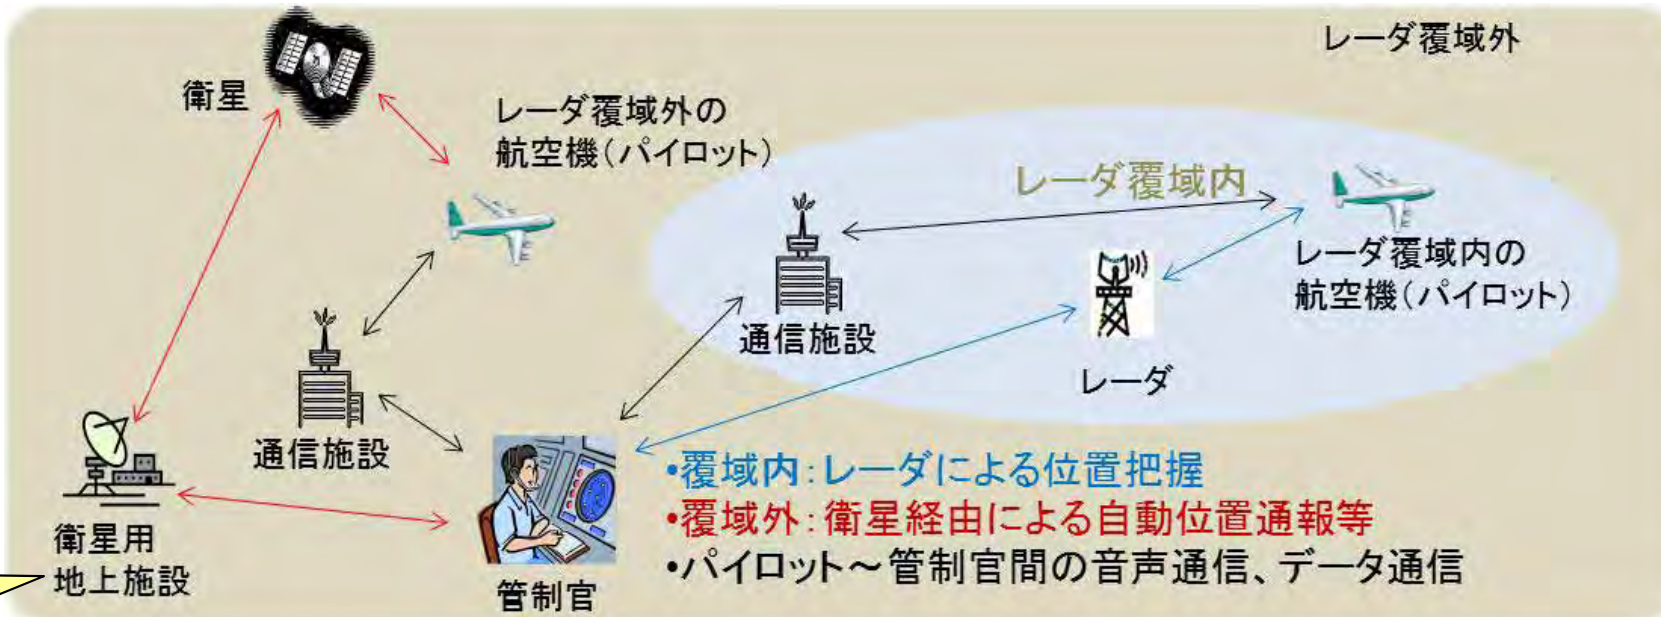 レーダ覆域外
衛星
レーダ覆域外の
航空機(パイロット)
レーダ覆域内
レーダ覆域内の
航空機(パイロット)
通信施設
レーダ
通信施設
衛星用
地上施設
管制官
•覆域内:レーダによる位置把握
•覆域外:衛星経由による自動位置通報等
•パイロット～管制官間の音声通信、データ通信